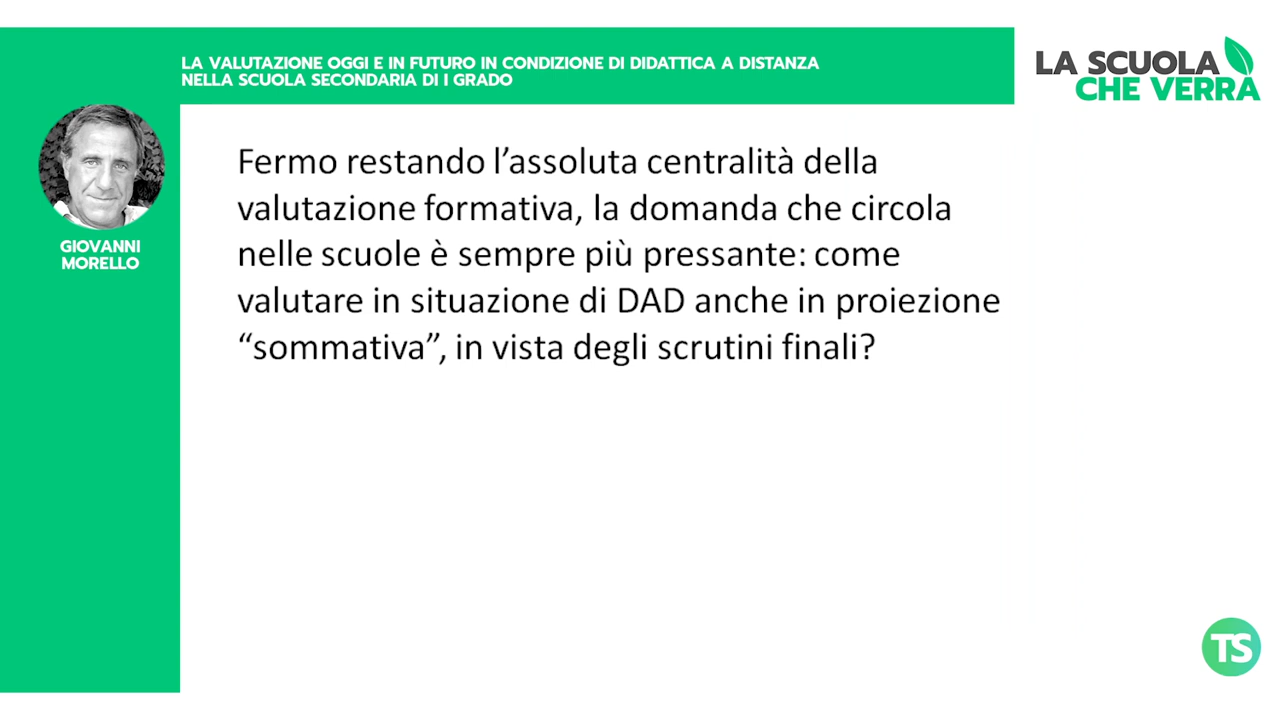 LA VALUTAZIONE OGGI E IN FUTURO IN CONDIZIONE DI DIDATTICA A DISTANZA
NELLA SCUOLA SECONDARIA DI I GRADO
LA SCUOLA
CHE VERRÀ
GIOVANNI
MORELLO
Fermo restando l’assoluta centralità della
valutazione formativa, la domanda che circola
nelle scuole è sempre più pressante: come
valutare in situazione di DAD anche in proiezione
“sommativa”, in vista degli scrutini finali?
TS